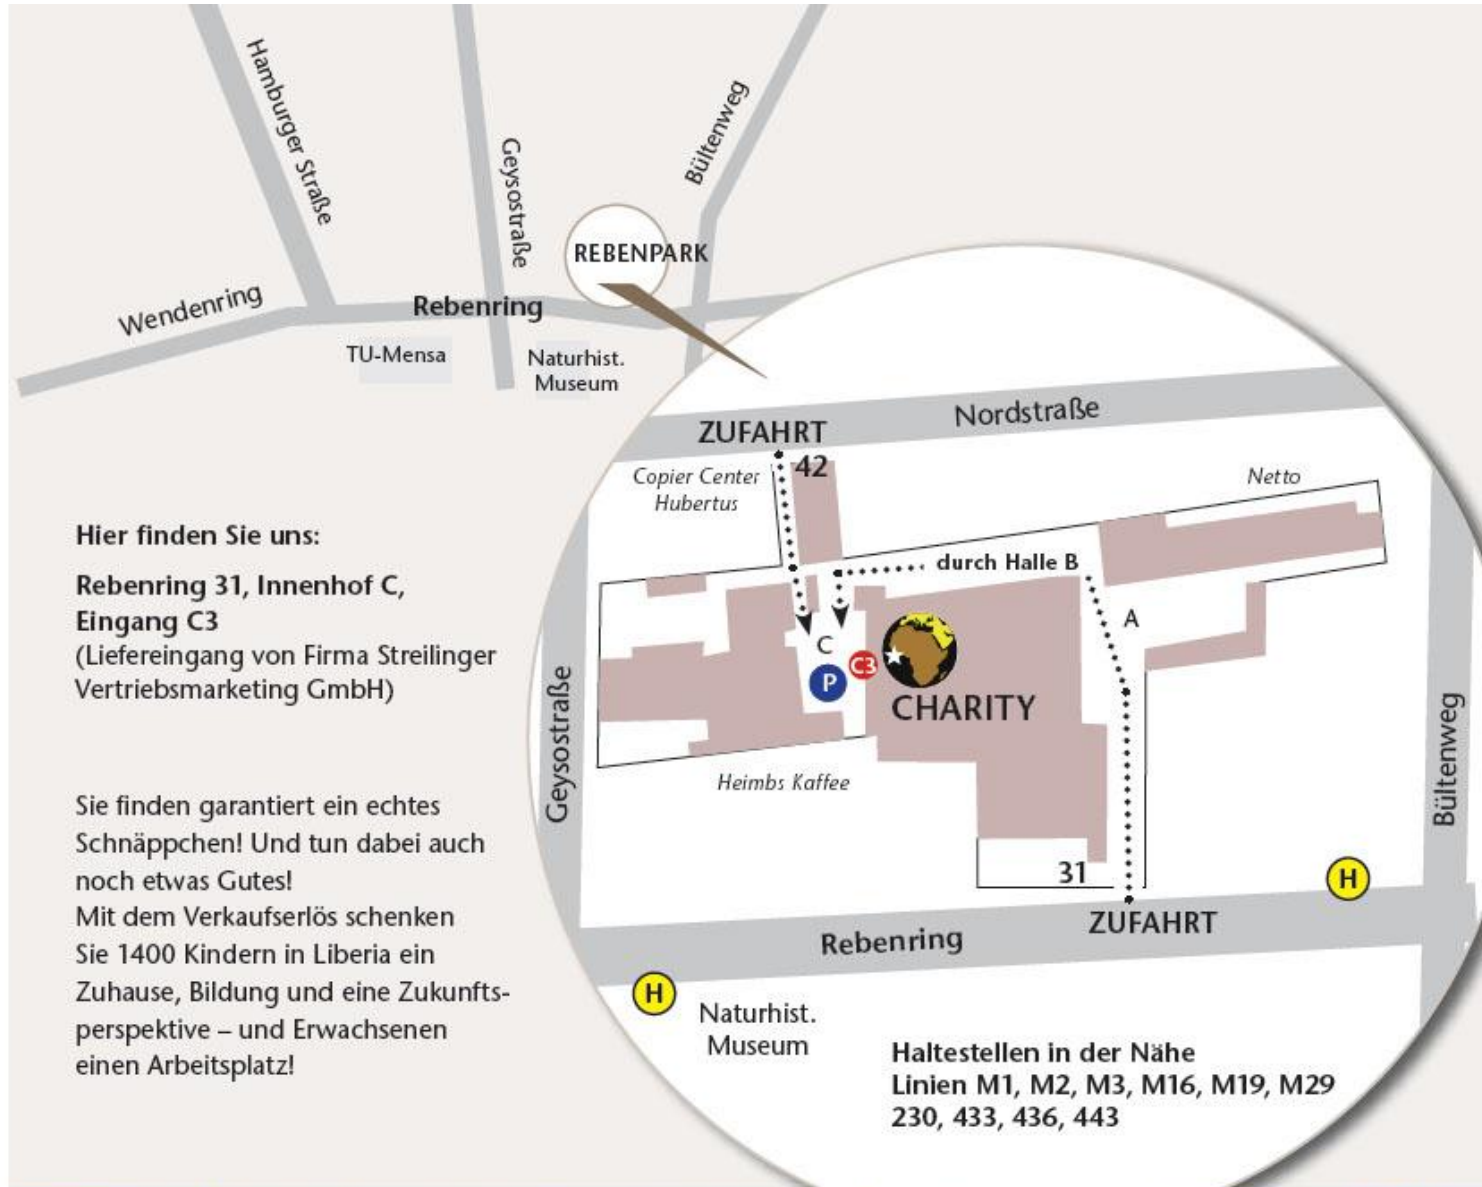 Hamburger Straße
Geysostraße
Bültenweg
REBENPARK
Wendenring
Rebenring
TU-Mensa
Naturhist.
Museum
Nordstraße
ZUFAHRT
42
Copier Center
Hubertus
Netto
durch Halle B
A
C
P
C3
CHARITY
Heimbs Kaffee
Geysostraße
Bültenweg
31
H
ZUFAHRT
Rebenring
H
Naturhist.
Museum
Haltestellen in der Nähe
Linien M1, M2, M3, M16, M19, M29
230, 433, 436, 443
Hier finden Sie uns:
Rebenring 31, Innenhof C,
Eingang C3
(Liefereingang von Firma Streilinger
Vertriebsmarketing GmbH)
Sie finden garantiert ein echtes
Schnäppchen! Und tun dabei auch
noch etwas Gutes!
Mit dem Verkaufserlös schenken
Sie 1400 Kindern in Liberia ein
Zuhause, Bildung und eine Zukunfts-
perspektive – und Erwachsenen
einen Arbeitsplatz!